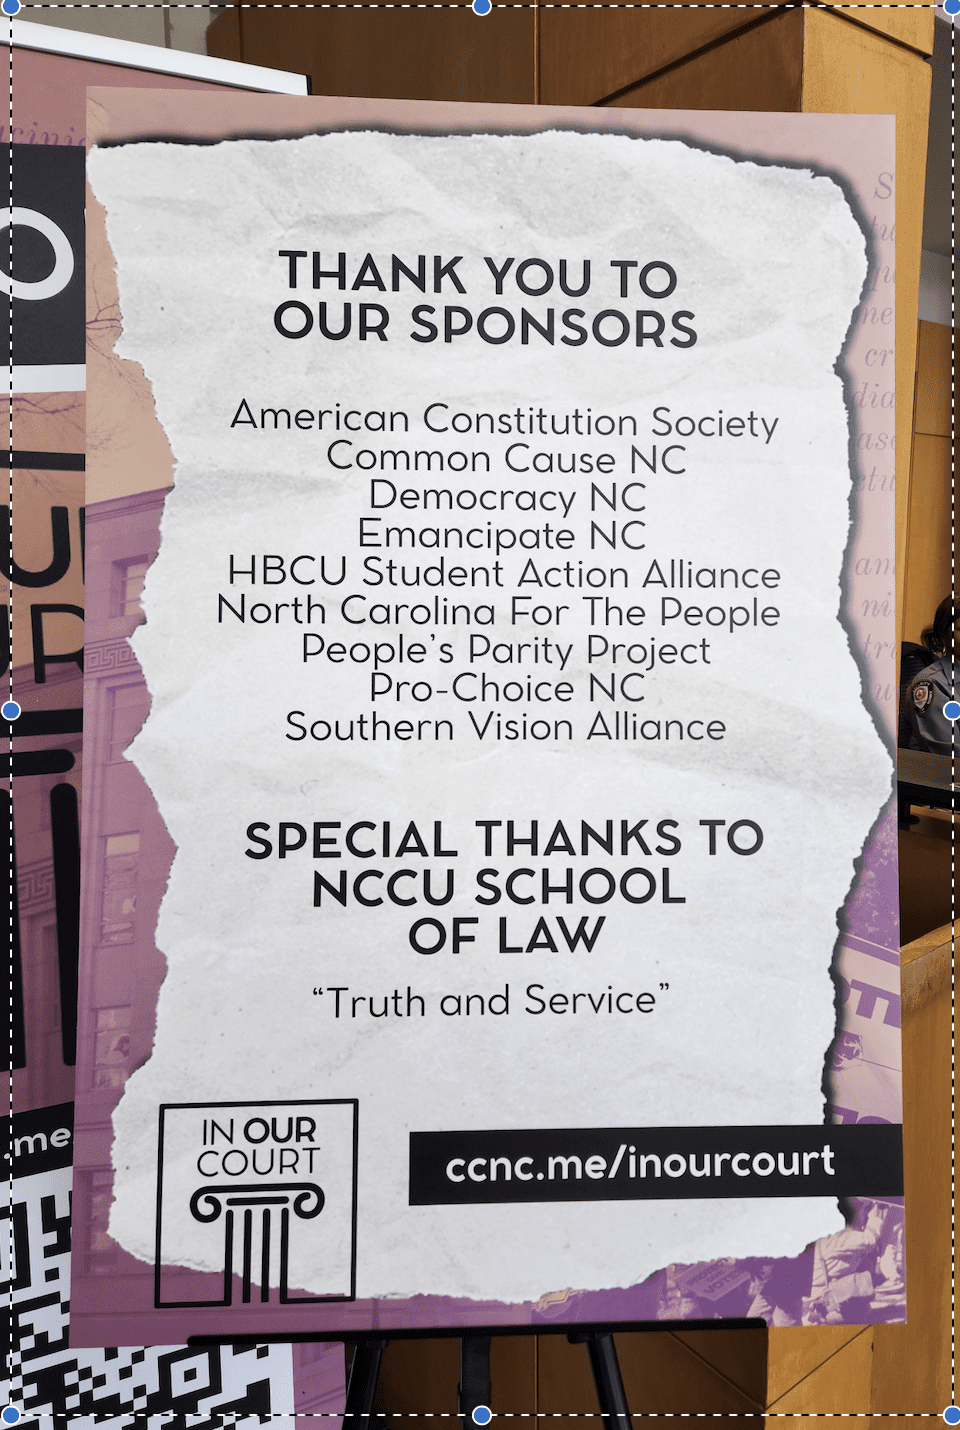 THANK YOU TO
OUR SPONSORS
American Constitution Society
Common Cause NC
Democracy NC
Emancipate NC
HBCU Student Action Alliance
North Carolina For The People
People's Parity Project
Pro-Choice NC
Southern Vision Alliance
SPECIAL THANKS TO
NCCU SCHOOL
OF LAW
“Truth and Service”
IN OUR
COURT
ccnc.me/inourcourt